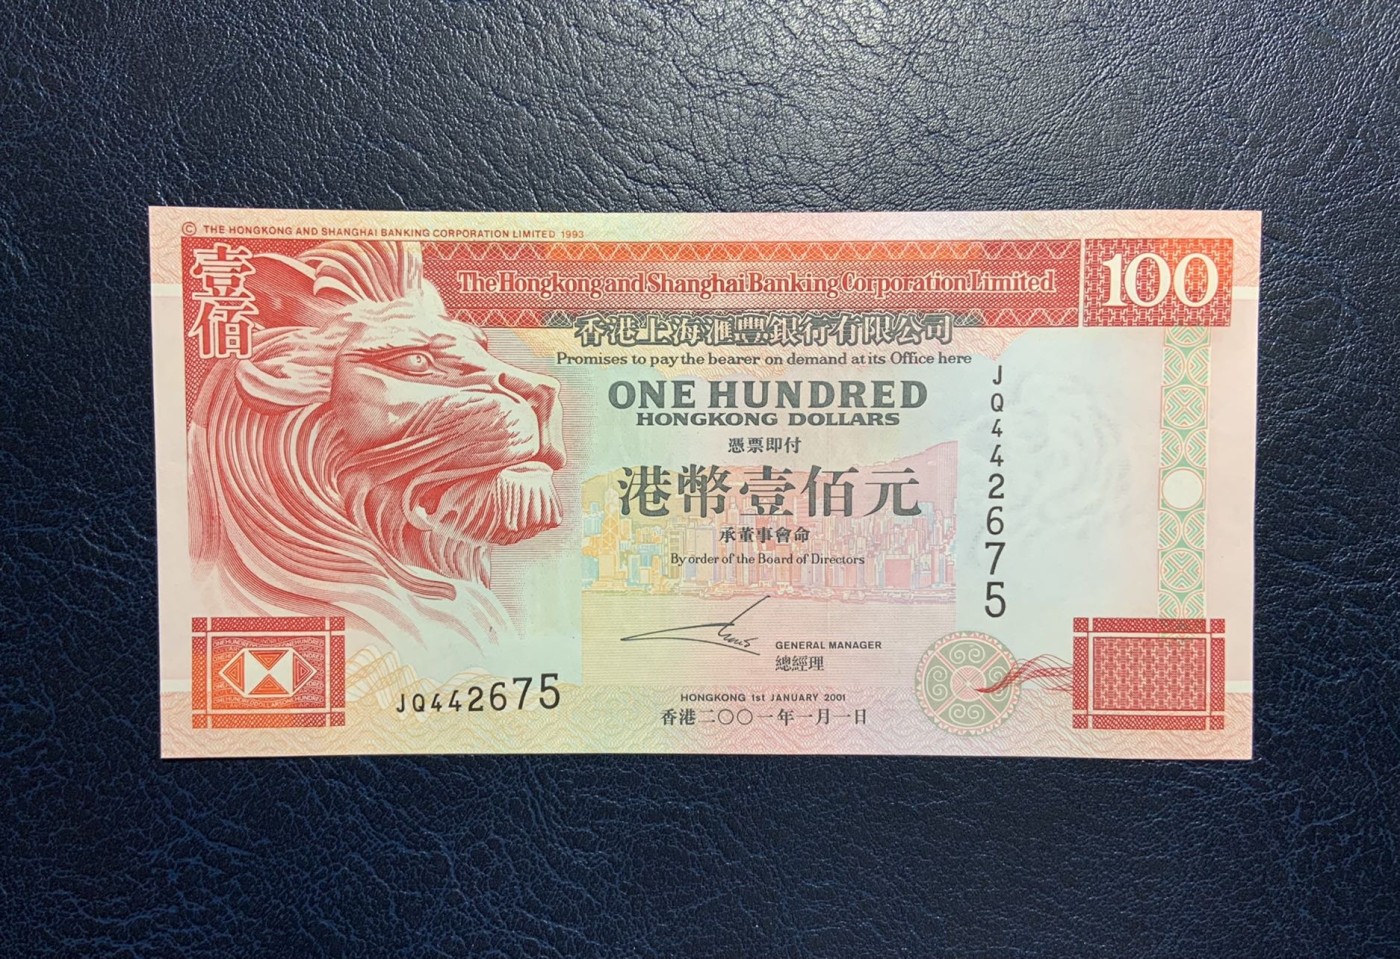 © THE HONGKONG AND SHANGHAI BANKING CORPORATION LIMITED 1993
壹佰
The Hongkong and Shanghai Banking Corporation Limited
100
香港上海滙豐銀行有限公司
Promises to pay the bearer on demand at its Office here
ONE HUNDRED
HONGKONG DOLLARS
憑票即付
港幣壹佰元
承董事會命
By order of the Board of Directors
JQ442675
GENERAL MANAGER
總經理
JQ442675
HONGKONG 1st JANUARY 2001
香港二〇〇一年一月一日